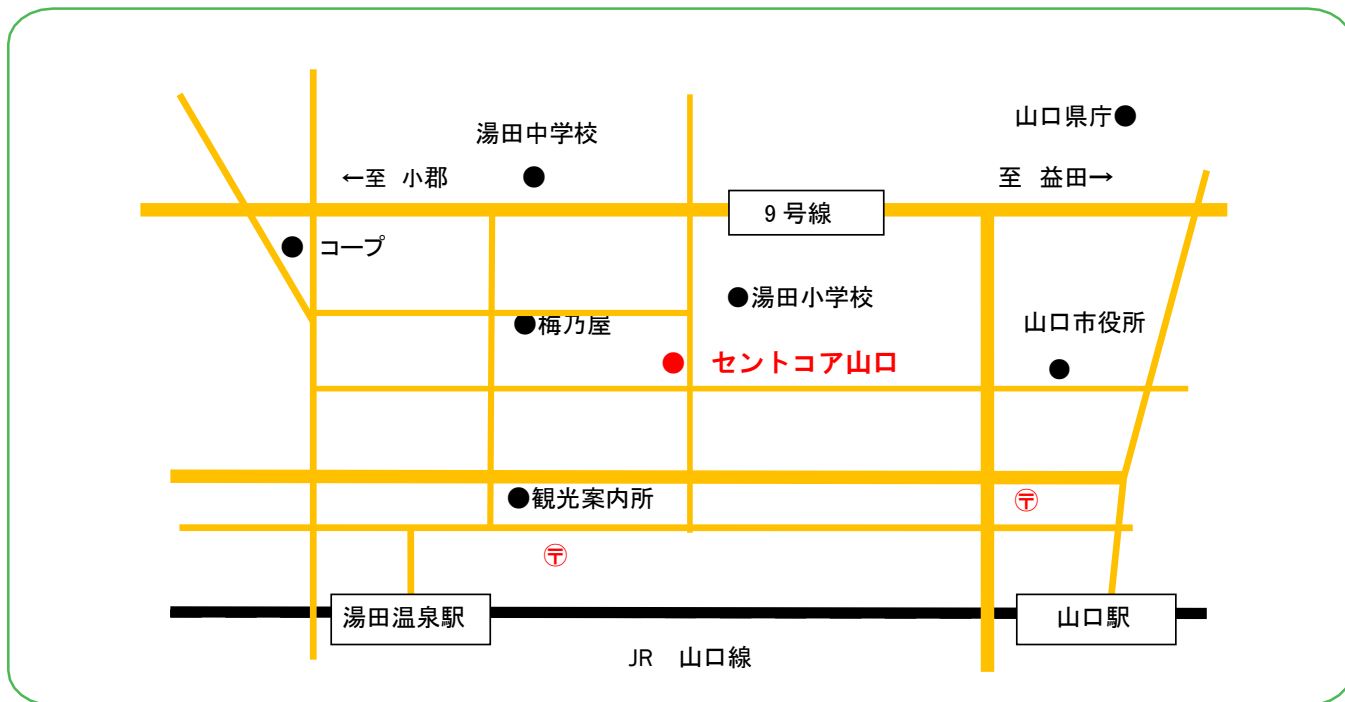 山口県庁●
湯田中学校
←至 小郡
至 益田→
9号線
コープ
●湯田小学校
●梅乃屋
山口市役所
セントコア山口
●観光案内所
〶
〶
湯田温泉駅
山口駅
JR 山口線